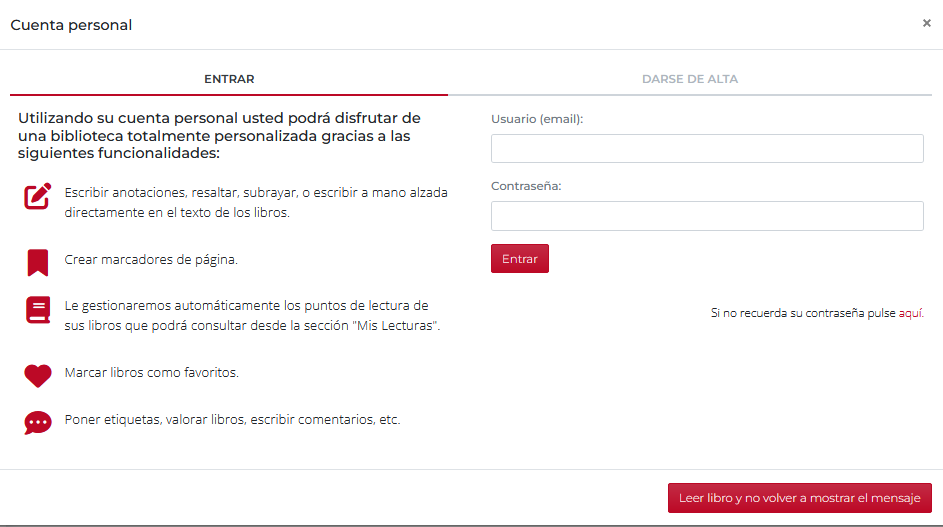 Cuenta personal
×
ENTRAR
DARSE DE ALTA
Utilizando su cuenta personal usted podrá disfrutar de
una biblioteca totalmente personalizada gracias a las
siguientes funcionalidades:
Escribir anotaciones, resaltar, subrayar, o escribir a mano alzada
directamente en el texto de los libros.
Crear marcadores de página.
Le gestionaremos automáticamente los puntos de lectura de
sus libros que podrá consultar desde la sección "Mis Lecturas".
Marcar libros como favoritos.
Poner etiquetas, valorar libros, escribir comentarios, etc.
Usuario (email):
Contraseña:
Entrar
Si no recuerda su contraseña pulse aquí.
Leer libro y no volver a mostrar el mensaje